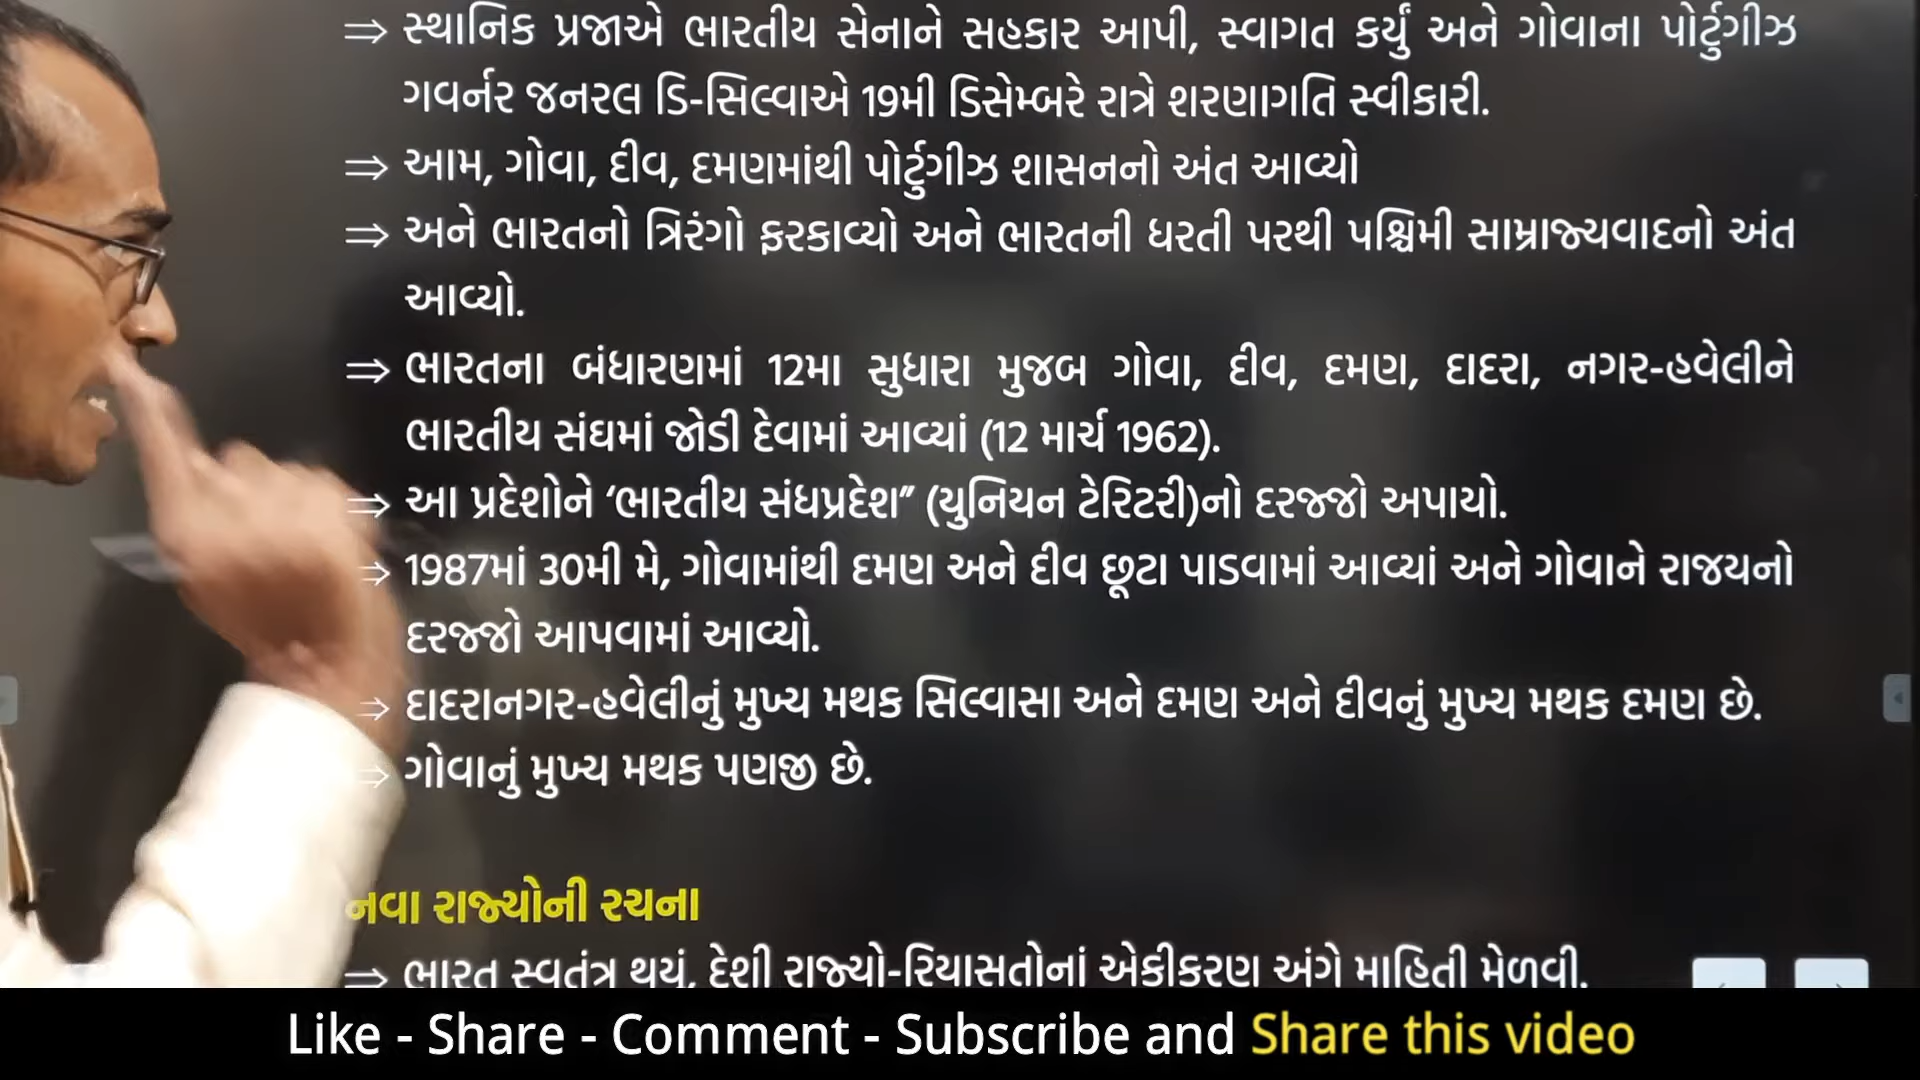 ⇒ સ્થાનિક પ્રજાએ ભારતીય સેનાને સહકાર આપી, સ્વાગત કર્યું અને ગોવાના પોર્ટુગીઝ
ગવર્નર જનરલ ડિ-સિલ્વાએ 19મી ડિસેમ્બરે રાત્રે શરણાગતિ સ્વીકારી.
⇒ આમ, ગોવા, દીવ, દમણમાંથી પોર્ટુગીઝ શાસનનો અંત આવ્યો
⇒ અને ભારતનો ત્રિરંગો ફરકાવ્યો અને ભારતની ધરતી પરથી પશ્ચિમી સામ્રાજ્યવાદનો અંત
આવ્યો.
⇒ ભારતના બંધારણમાં 12મા સુધારા મુજબ ગોવા, દીવ, દમણ, દાદરા, નગર-હવેલીને
ભારતીય સંઘમાં જોડી દેવામાં આવ્યાં (12 માર્ચ 1962).
⇒ આ પ્રદેશોને ‘ભારતીય સંધપ્રદેશ” (યુનિયન ટેરિટરી)નો દરજ્જો અપાયો.
⇒ 1987માં 30મી મે, ગોવામાંથી દમણ અને દીવ છૂટા પાડવામાં આવ્યાં અને ગોવાને રાજયનો
દરજ્જો આપવામાં આવ્યો.
⇒ દાદરાનગર-હવેલીનું મુખ્ય મથક સિલ્વાસા અને દમણ અને દીવનું મુખ્ય મથક દમણ છે.
⇒ ગોવાનું મુખ્ય મથક પણજી છે.
નવા રાજ્યોની રચના
⇒ ભારત સ્વતંત્ર થયું, દેશી રાજ્યો-રિયાસતોનાં એકીકરણ અંગે માહિતી મેળવી.
Like - Share - Comment - Subscribe and Share this video